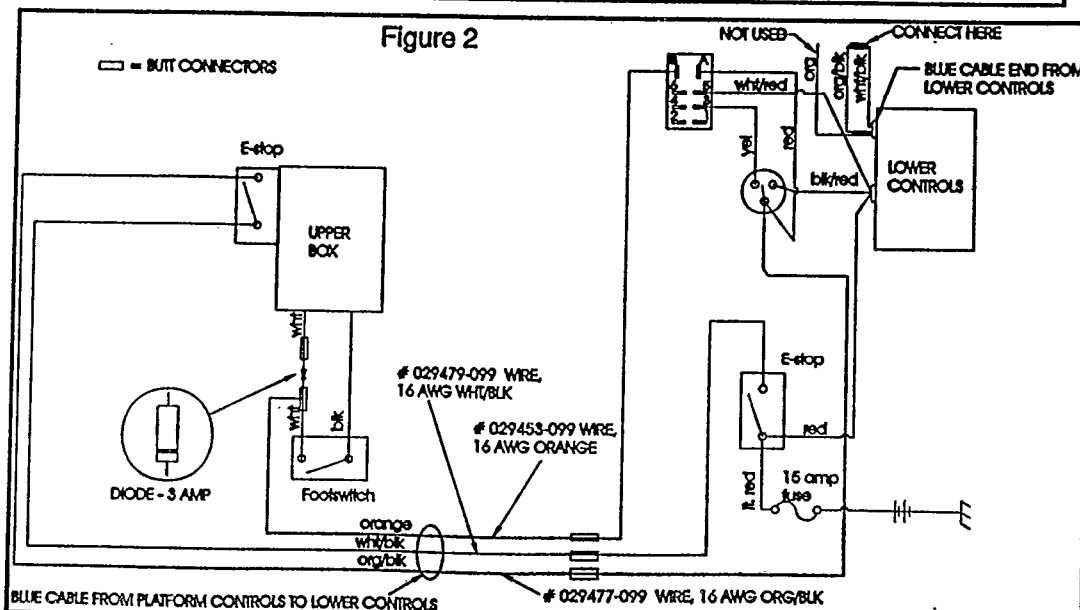 Figure 2
= BUTT CONNECTORS
NOT USED
CONNECT HERE
org
org/blk
wht/blk
BLUE CABLE END FROM
LOWER CONTROLS
wht/red
yel
red
blk/red
LOWER
CONTROLS
E-stop
UPPER
BOX
wht
wht
blk
DIODE - 3 AMP
Footswitch
# 029479-099 WIRE,
16 AWG WHT/BLK
# 029453-099 WIRE,
16 AWG ORANGE
E-stop
red
lt. red
15 amp
fuse
orange
wht/blk
org/blk
BLUE CABLE FROM PLATFORM CONTROLS TO LOWER CONTROLS
# 029477-099 WIRE, 16 AWG ORG/BLK